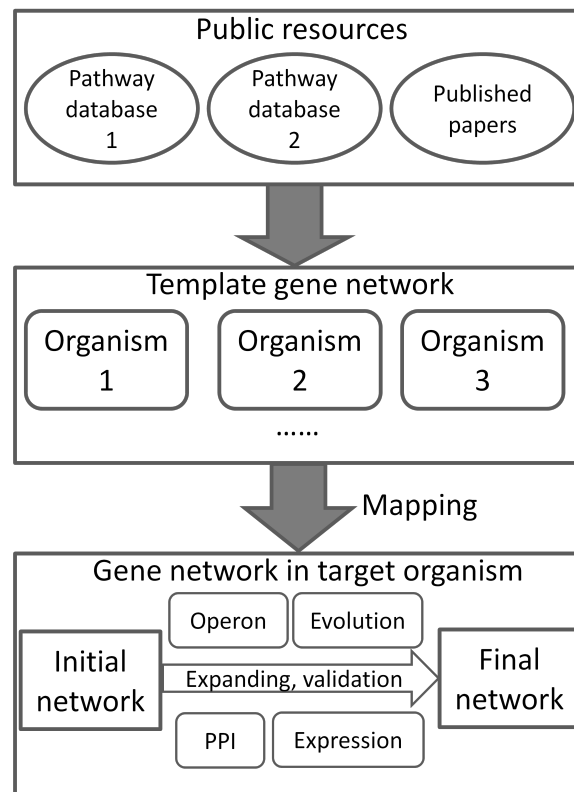 Public resources
Pathway
database
1
Pathway
database
2
Published
papers
Template gene network
Organism
1
Organism
2
Organism
3
......
Mapping
Gene network in target organism
Operon
Evolution
Initial
network
Expanding, validation
Final
network
PPI
Expression